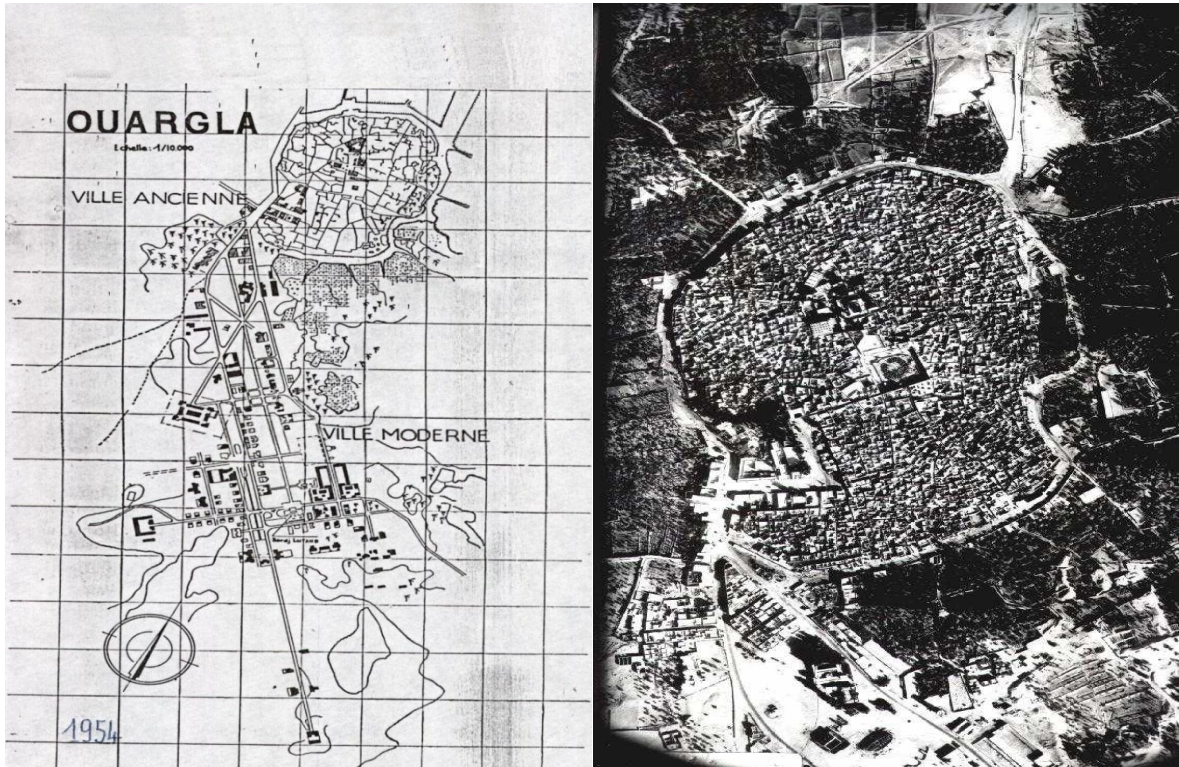 OUARGLA
Echelle: 1/10.000
VILLE ANCIENNE
VILLE MODERNE
1954